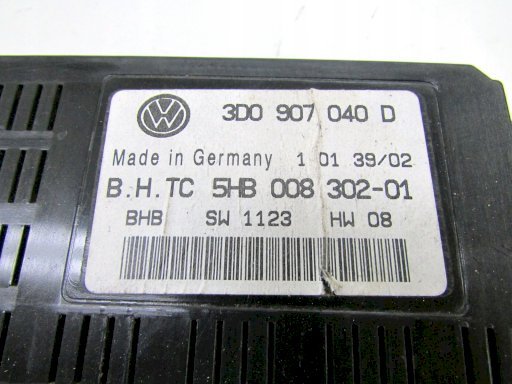 3D0 907 040 D
Made in Germany 1 01 39/02
B.H.TC 5HB 008 302-01
BHB SW 1123 HW 08